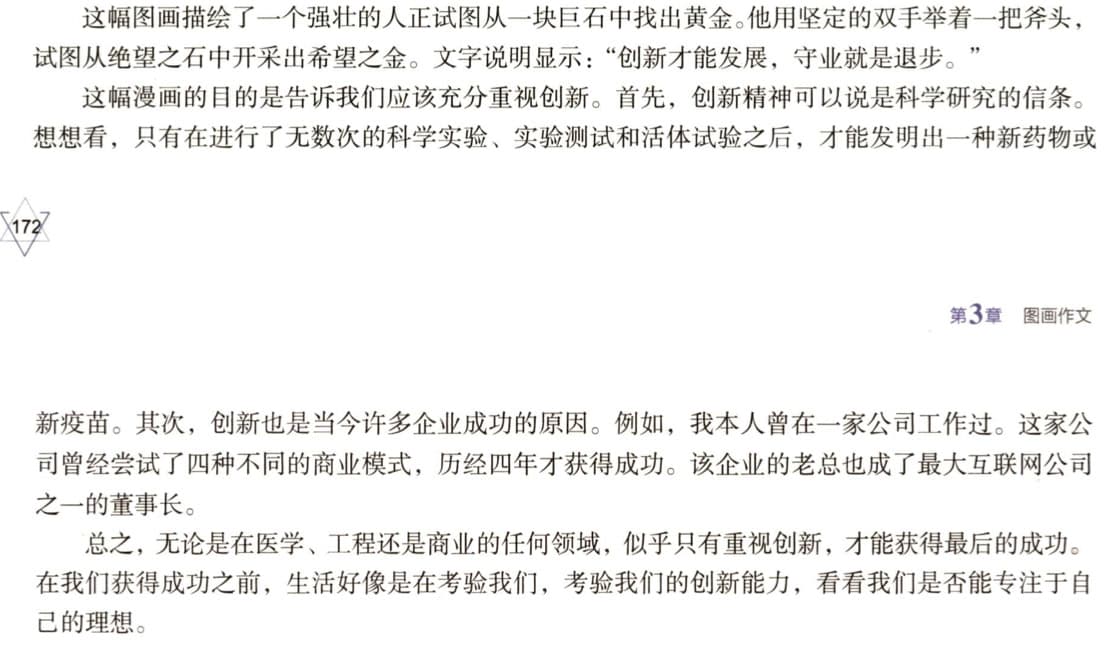 这幅图画描绘了一个强壮的人正试图从一块巨石中找出黄金。他用坚定的双手举着一把斧头，
试图从绝望之石中开采出希望之金。文字说明显示：“创新才能发展，守业就是退步。”
这幅漫画的目的是告诉我们应该充分重视创新。首先，创新精神可以说是科学研究的信条。
想想看，只有在进行了无数次的科学实验、实验测试和活体试验之后，才能发明出一种新药物或
172
第3章 图画作文
新疫苗。其次，创新也是当今许多企业成功的原因。例如，我本人曾在一家公司工作过。这家公
司曾经尝试了四种不同的商业模式，历经四年才获得成功。该企业的老总也成了最大互联网公司
之一的董事长。
总之，无论是在医学、工程还是商业的任何领域，似乎只有重视创新，才能获得最后的成功。
在我们获得成功之前，生活好像是在考验我们，考验我们的创新能力，看看我们是否能专注于自
己的理想。